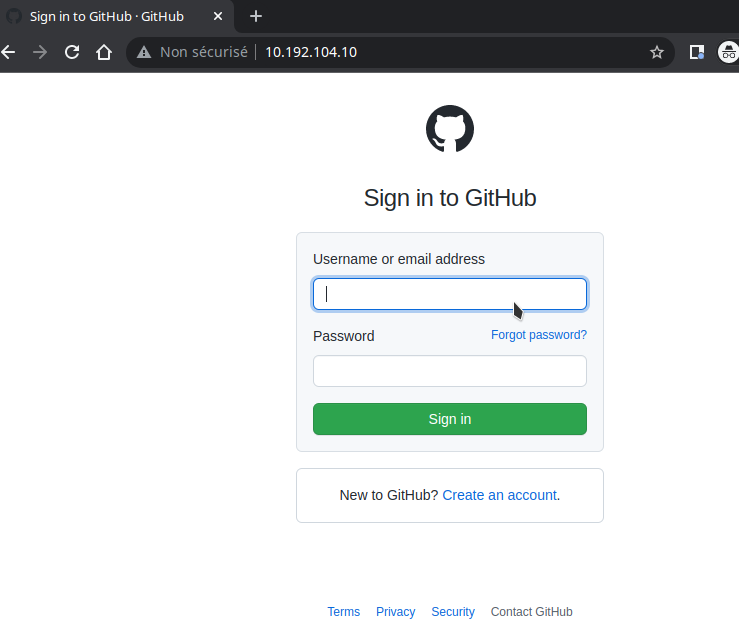 Sign in to GitHub · GitHub
Non sécurisé 10.192.104.10
Sign in to GitHub
Username or email address
Password Forgot password?
Sign in
New to GitHub? Create an account.
Terms Privacy Security Contact GitHub